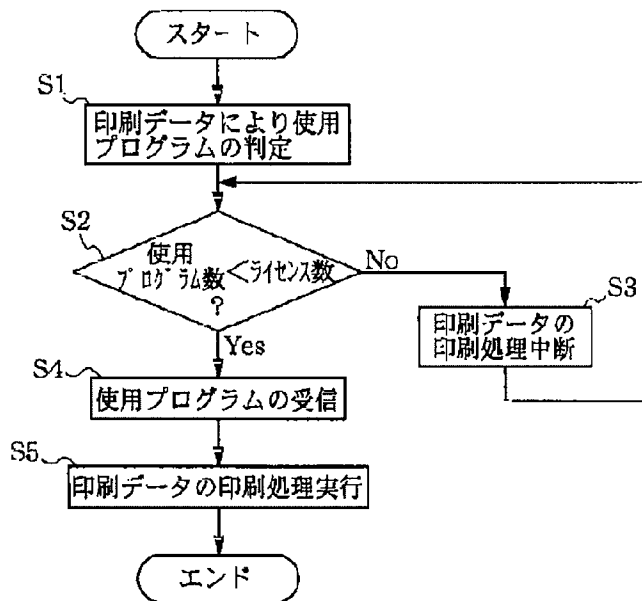 スタート
S1
印刷データにより使用
プログラムの判定
S2
使用
プログラム数<ライセンス数
?
No
S3
印刷データの
印刷処理中断
Yes
S4
使用プログラムの受信
S5
印刷データの印刷処理実行
エンド